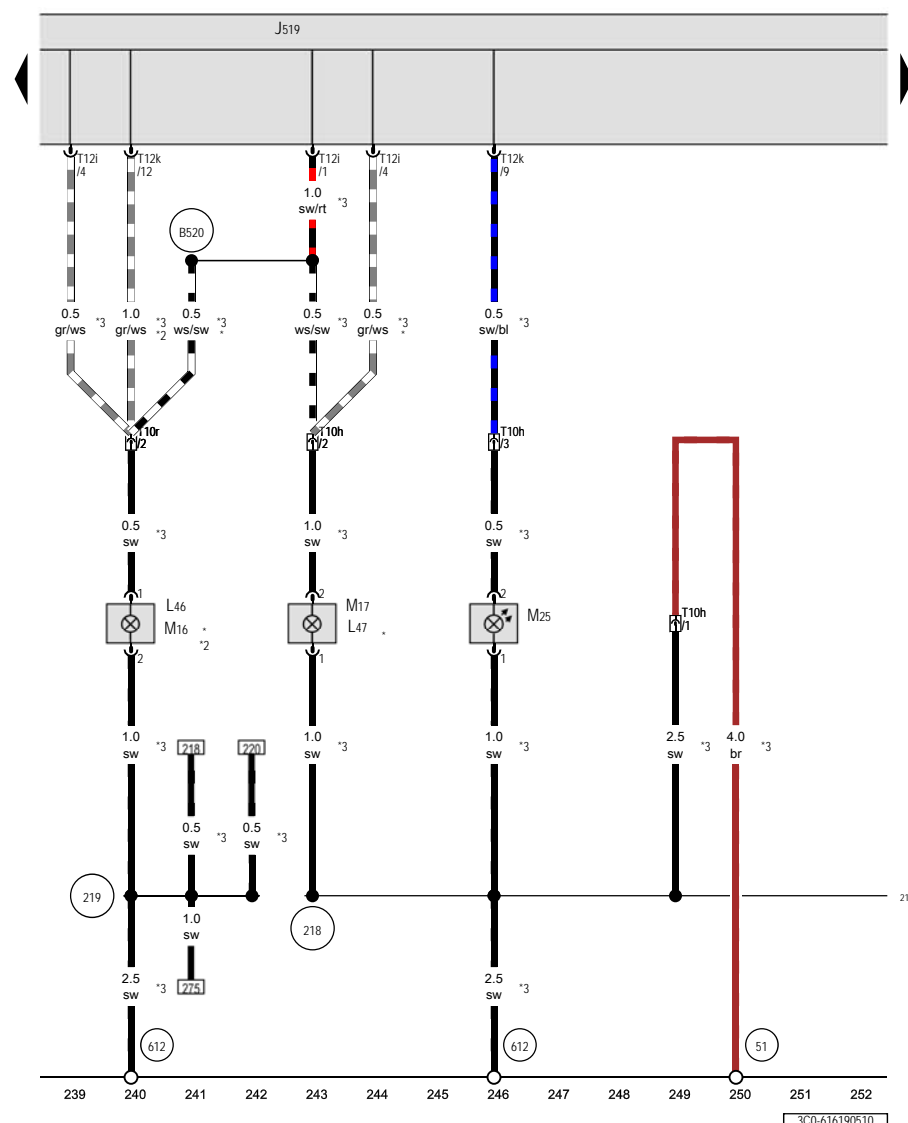 J519
T12i
/4
T12k
/12
T12i
/1
T12i
/4
T12k
/9
1.0
sw/rt
*3
B520
0.5
gr/ws
*3
1.0
gr/ws
*3
*2
0.5
ws/sw
*3
*
0.5
ws/sw
*3
0.5
gr/ws
*3
*
0.5
sw/bl
*3
T10r
/2
T10h
/2
T10h
/3
0.5
sw
*3
1.0
sw
*3
0.5
sw
*3
1
L46
M16
*
*2
2
2
M17
L47
*
1
2
M25
1
T10h
/1
1.0
sw
*3
218
220
1.0
sw
*3
1.0
sw
*3
2.5
sw
*3
4.0
br
*3
0.5
sw
*3
0.5
sw
*3
219
218
21
1.0
sw
275
2.5
sw
*3
2.5
sw
*3
612
612
51
239 240 241 242 243 244 245 246 247 248 249 250 251 252
3C0-616190510